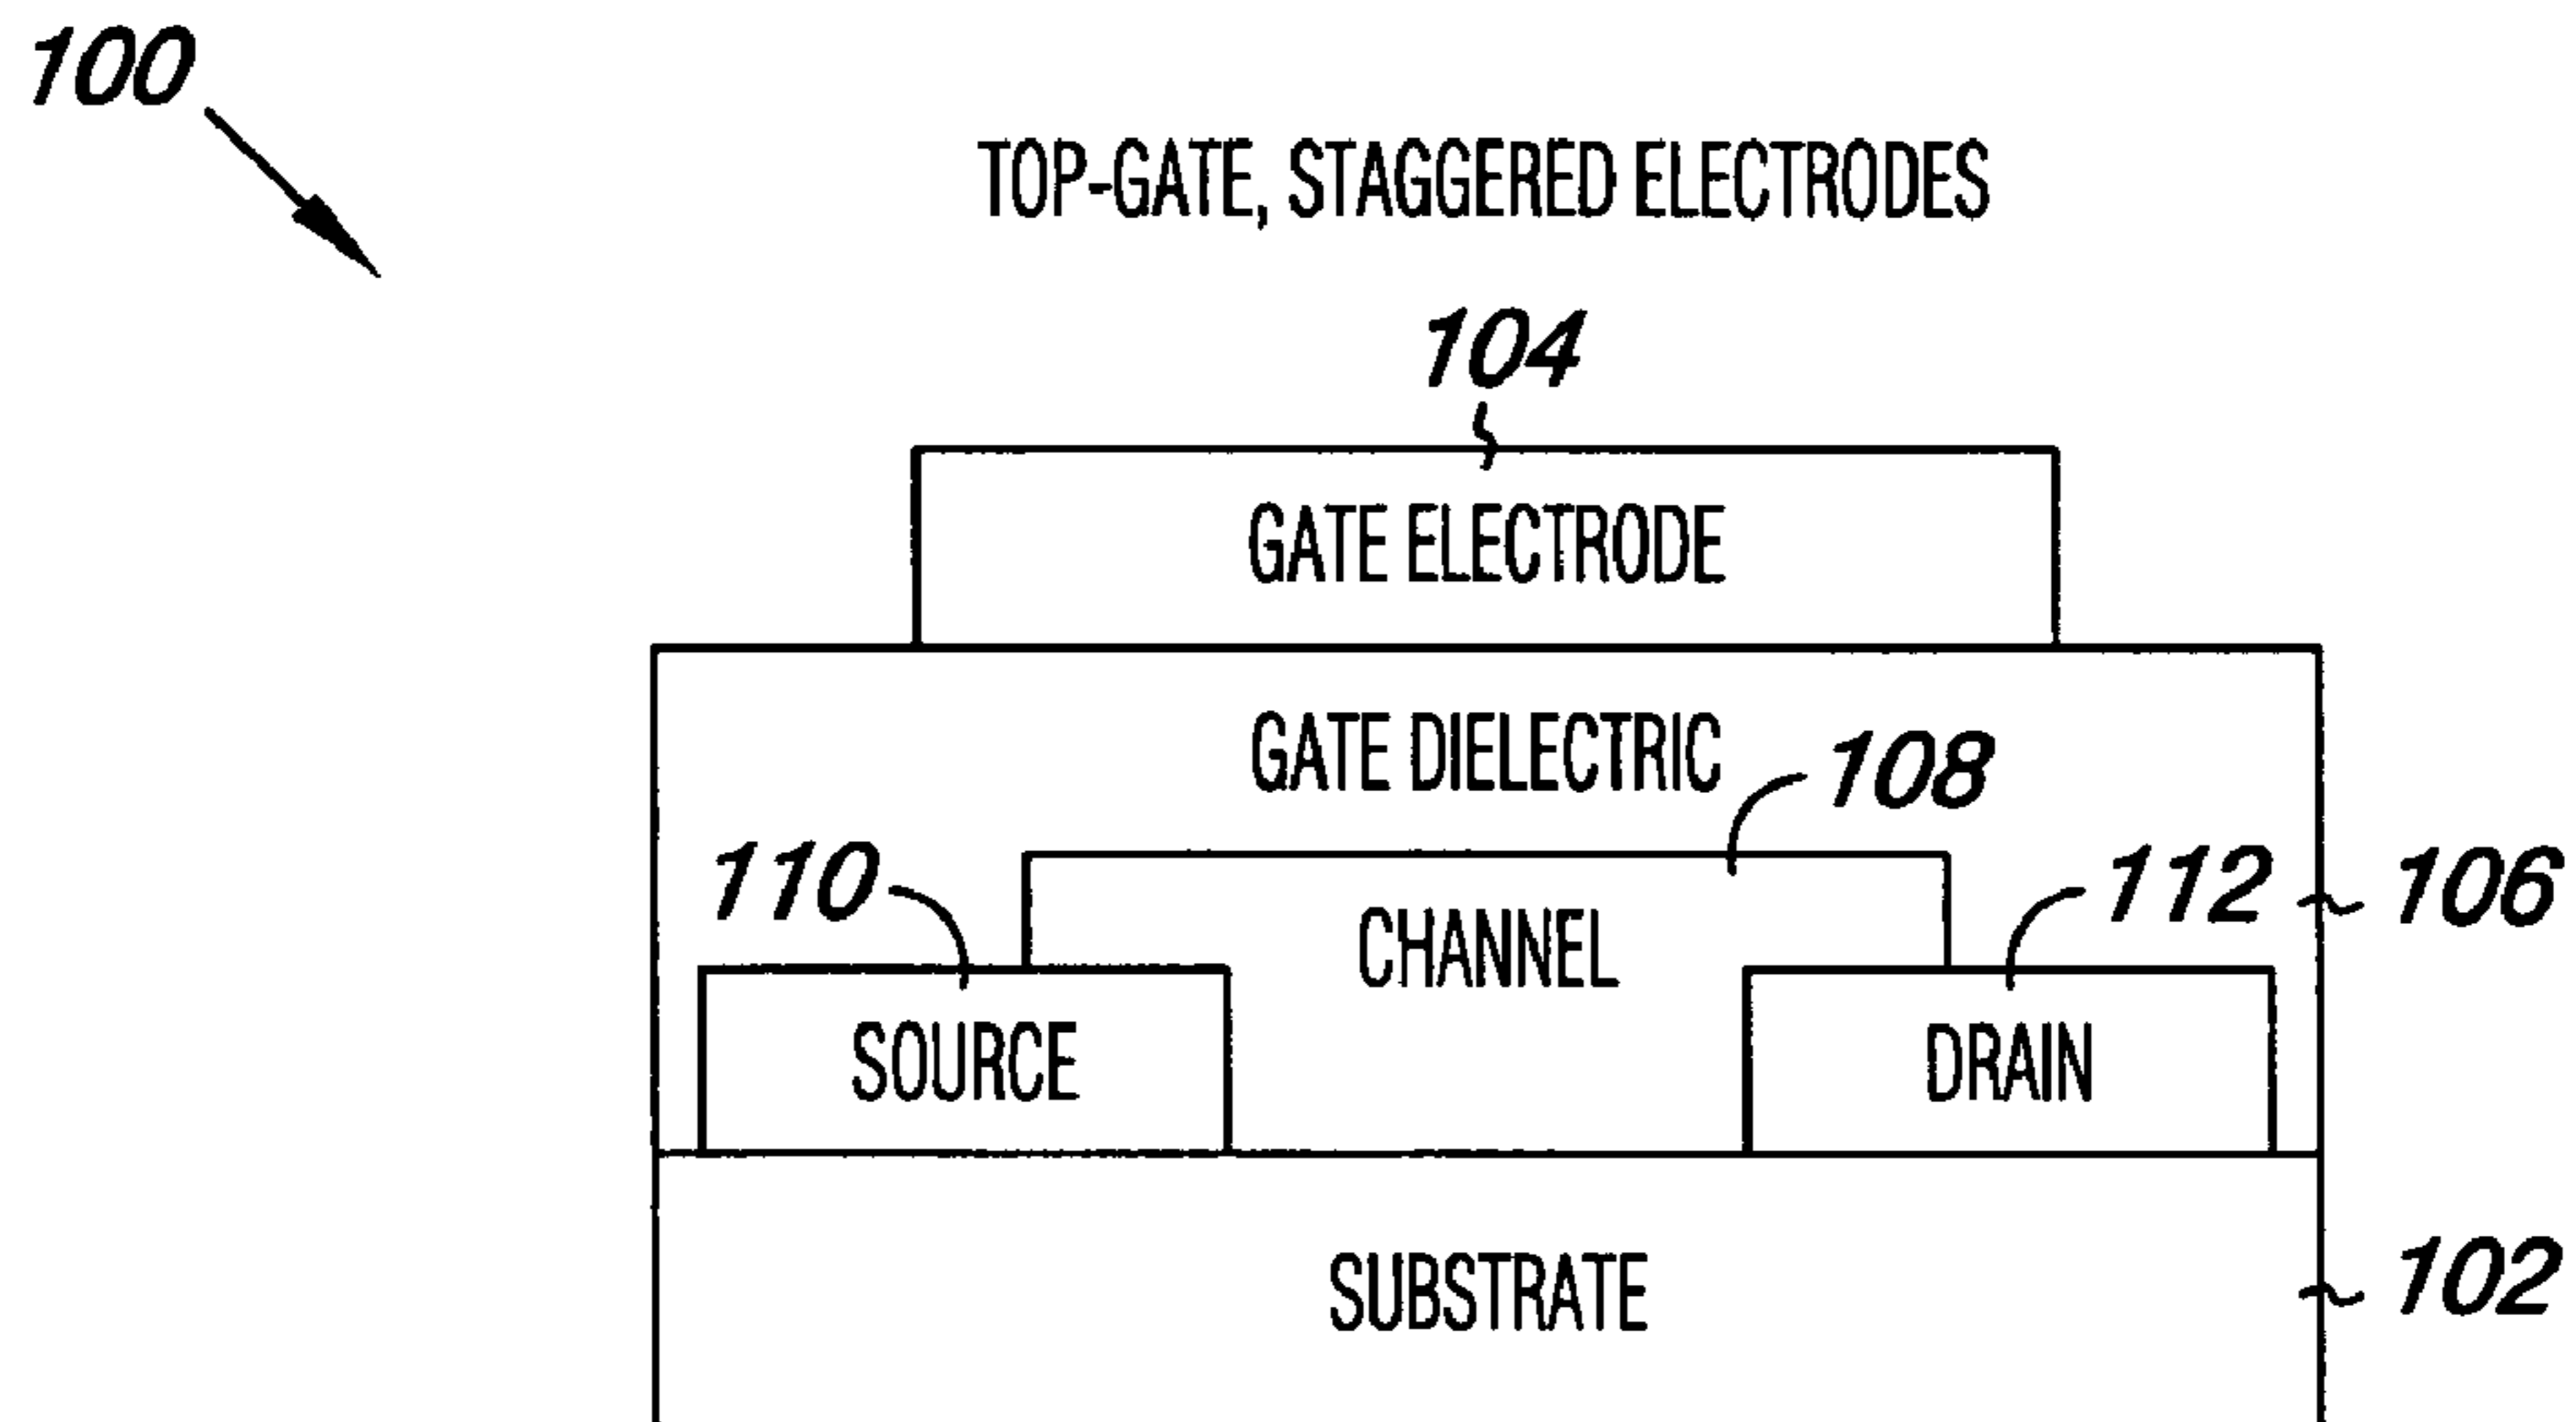 100
TOP-GATE, STAGGERED ELECTRODES
104
GATE ELECTRODE
GATE DIELECTRIC
108
110
112
106
CHANNEL
SOURCE
DRAIN
SUBSTRATE
102